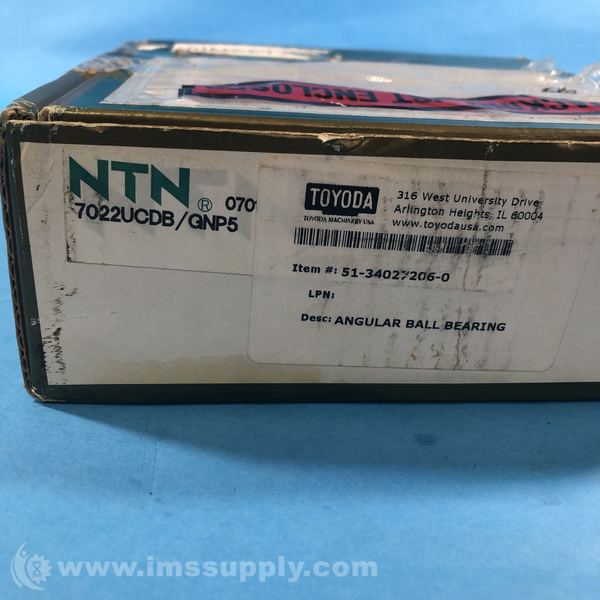 NTN® 070
7022UCDB/GNP5
TOYODA
TOYODA MACHINERY USA
316 West University Drive
Arlington Heights, IL 60004
www.toyodausa.com
Item #: 51-34027206-0
LPN:
Desc: ANGULAR BALL BEARING
www.imssupply.com